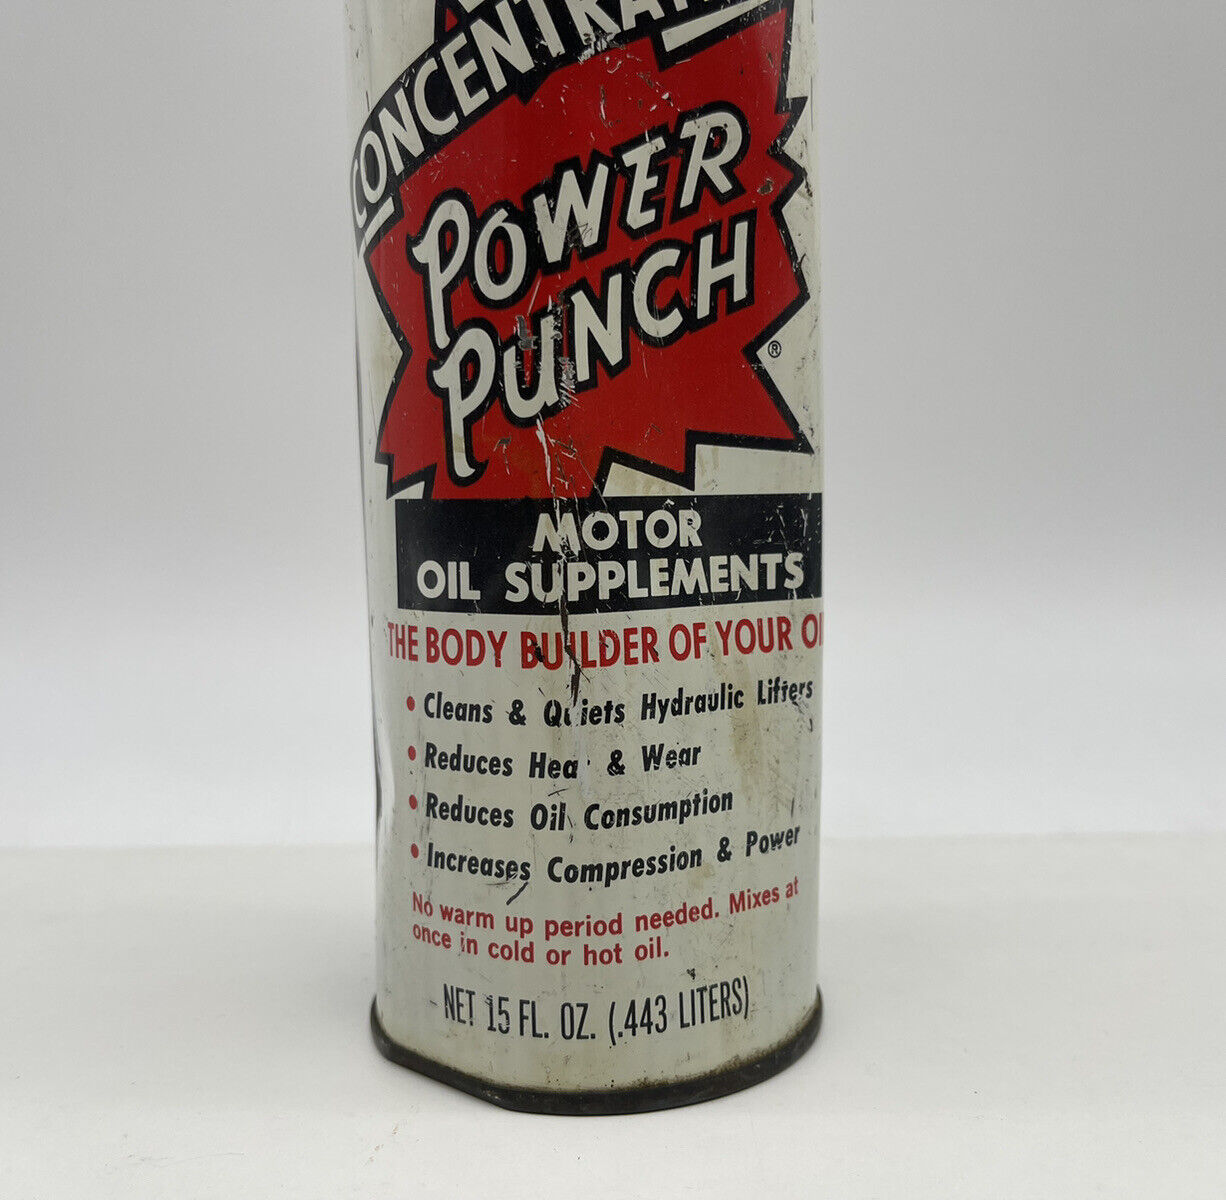 CONCENTRA
POWER
PUNCH
®
MOTOR
OIL SUPPLEMENTS
THE BODY BUILDER OF YOUR OI
• Cleans & Quiets Hydraulic Lifters
• Reduces Heat & Wear
• Reduces Oil Consumption
• Increases Compression & Power
No warm up period needed. Mixes at
once in cold or hot oil.
NET 15 FL. OZ. (.443 LITERS)